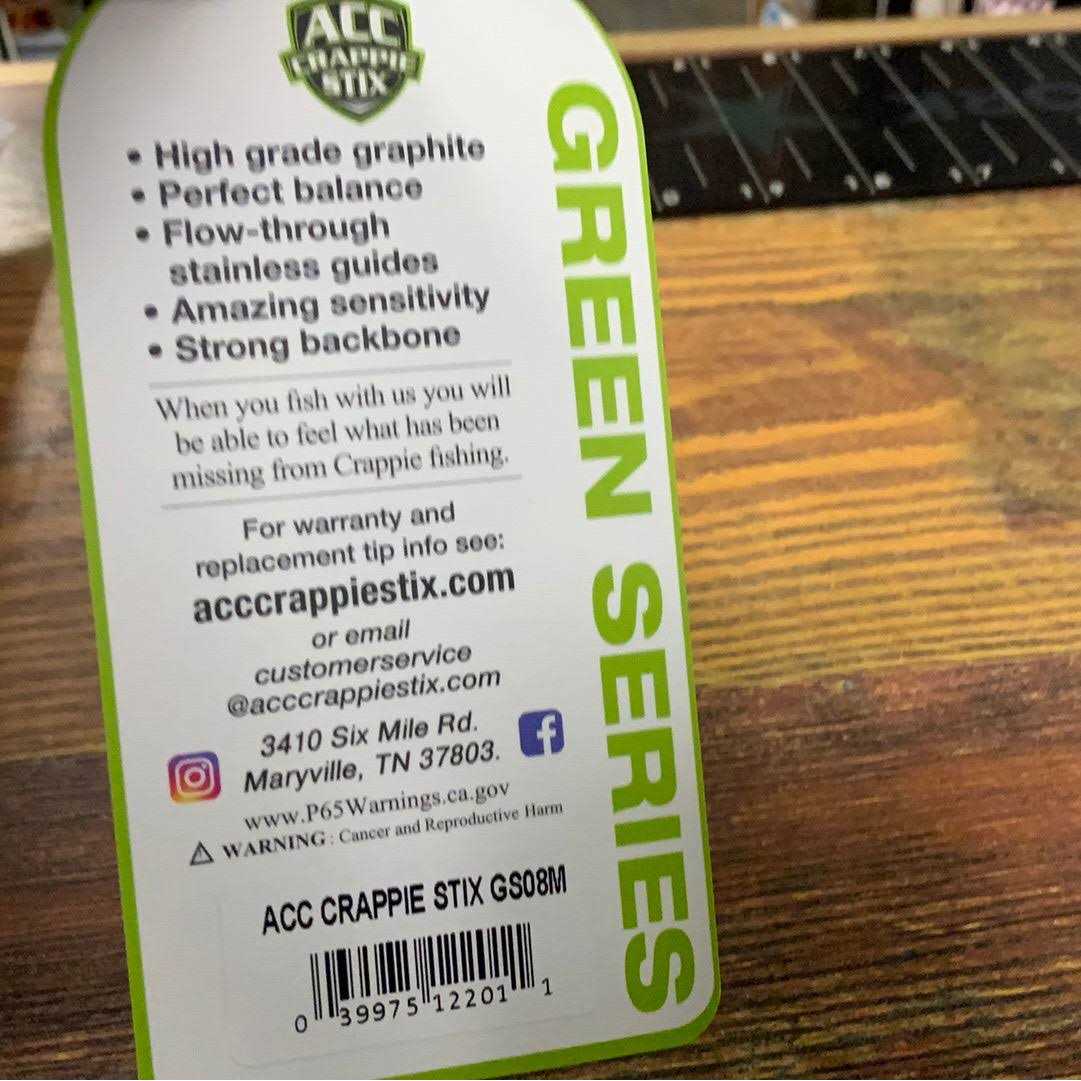 ACC
CRAPPIE
STIX
• High grade graphite
• Perfect balance
• Flow-through
stainless guides
• Amazing sensitivity
• Strong backbone
When you fish with us you will
be able to feel what has been
missing from Crappie fishing.
For warranty and
replacement tip info see:
acccrappiestix.com
or email
customerservice
@acccrappiestix.com
3410 Six Mile Rd.
Maryville, TN 37803.
www.P65Warnings.ca.gov
WARNING: Cancer and Reproductive Harm
ACC CRAPPIE STIX GS08M
0 39975 12201 1
GREEN SERIES